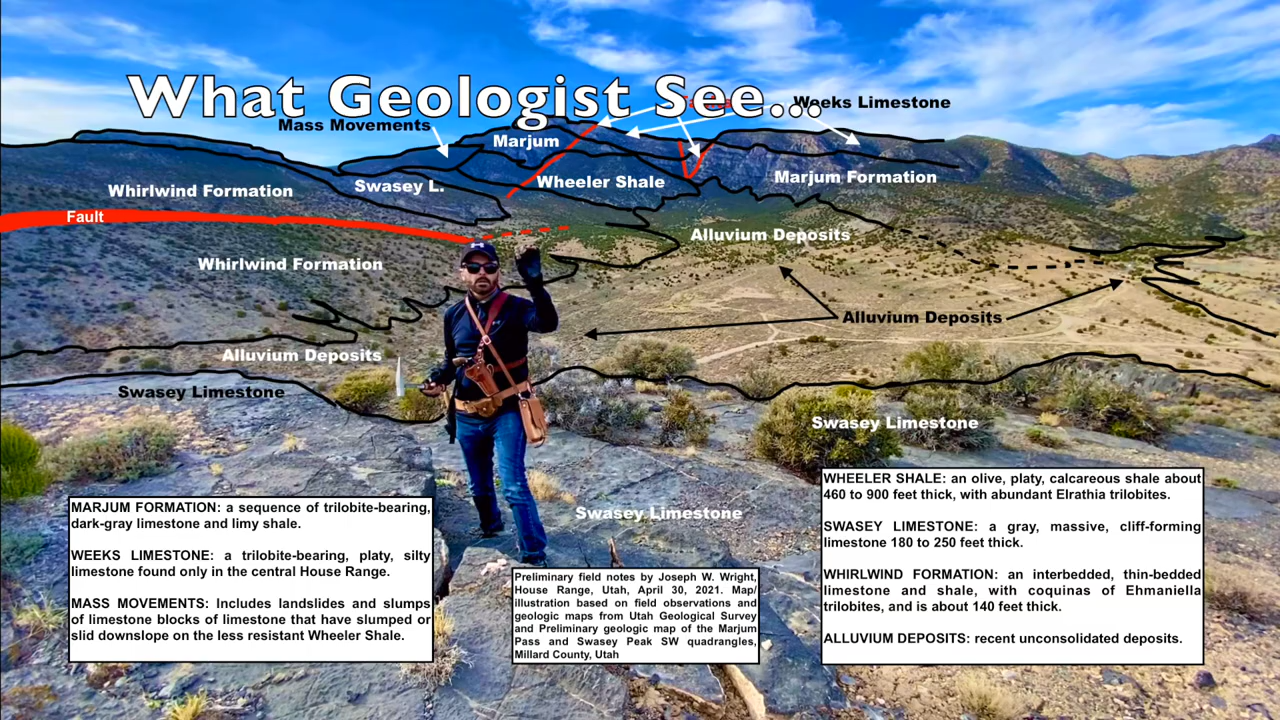 What Geologist See...
Weeks Limestone
Mass Movements
Marjum
Whirlwind Formation
Swasey L.
Wheeler Shale
Marjum Formation
Fault
Alluvium Deposits
Whirlwind Formation
Alluvium Deposits
Alluvium Deposits
Swasey Limestone
Swasey Limestone
Swasey Limestone
MARJUM FORMATION: a sequence of trilobite-bearing,
dark-gray limestone and limy shale.
WEEKS LIMESTONE: a trilobite-bearing, platy, silty
limestone found only in the central House Range.
MASS MOVEMENTS: Includes landslides and slumps
of limestone blocks of limestone that have slumped or
slid downslope on the less resistant Wheeler Shale.
Preliminary field notes by Joseph W. Wright,
House Range, Utah, April 30, 2021. Map/
illustration based on field observations and
geologic maps from Utah Geological Survey
and Preliminary geologic map of the Marjum
Pass and Swasey Peak SW quadrangles,
Millard County, Utah
WHEELER SHALE: an olive, platy, calcareous shale about
460 to 900 feet thick, with abundant Elrathia trilobites.
SWASEY LIMESTONE: a gray, massive, cliff-forming
limestone 180 to 250 feet thick.
WHIRLWIND FORMATION: an interbedded, thin-bedded
limestone and shale, with coquinas of Ehmaniella
trilobites, and is about 140 feet thick.
ALLUVIUM DEPOSITS: recent unconsolidated deposits.